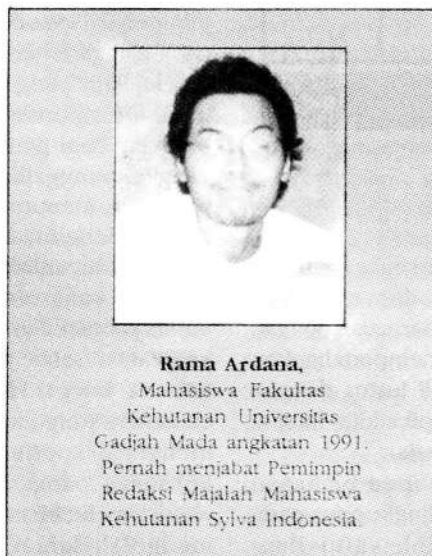 Rama Ardana,
Mahasiswa Fakultas
Kehutanan Universitas
Gadjah Mada angkatan 1991.
Pernah menjabat Pemimpin
Redaksi Majalah Mahasiswa
Kehutanan Sylva Indonesia.